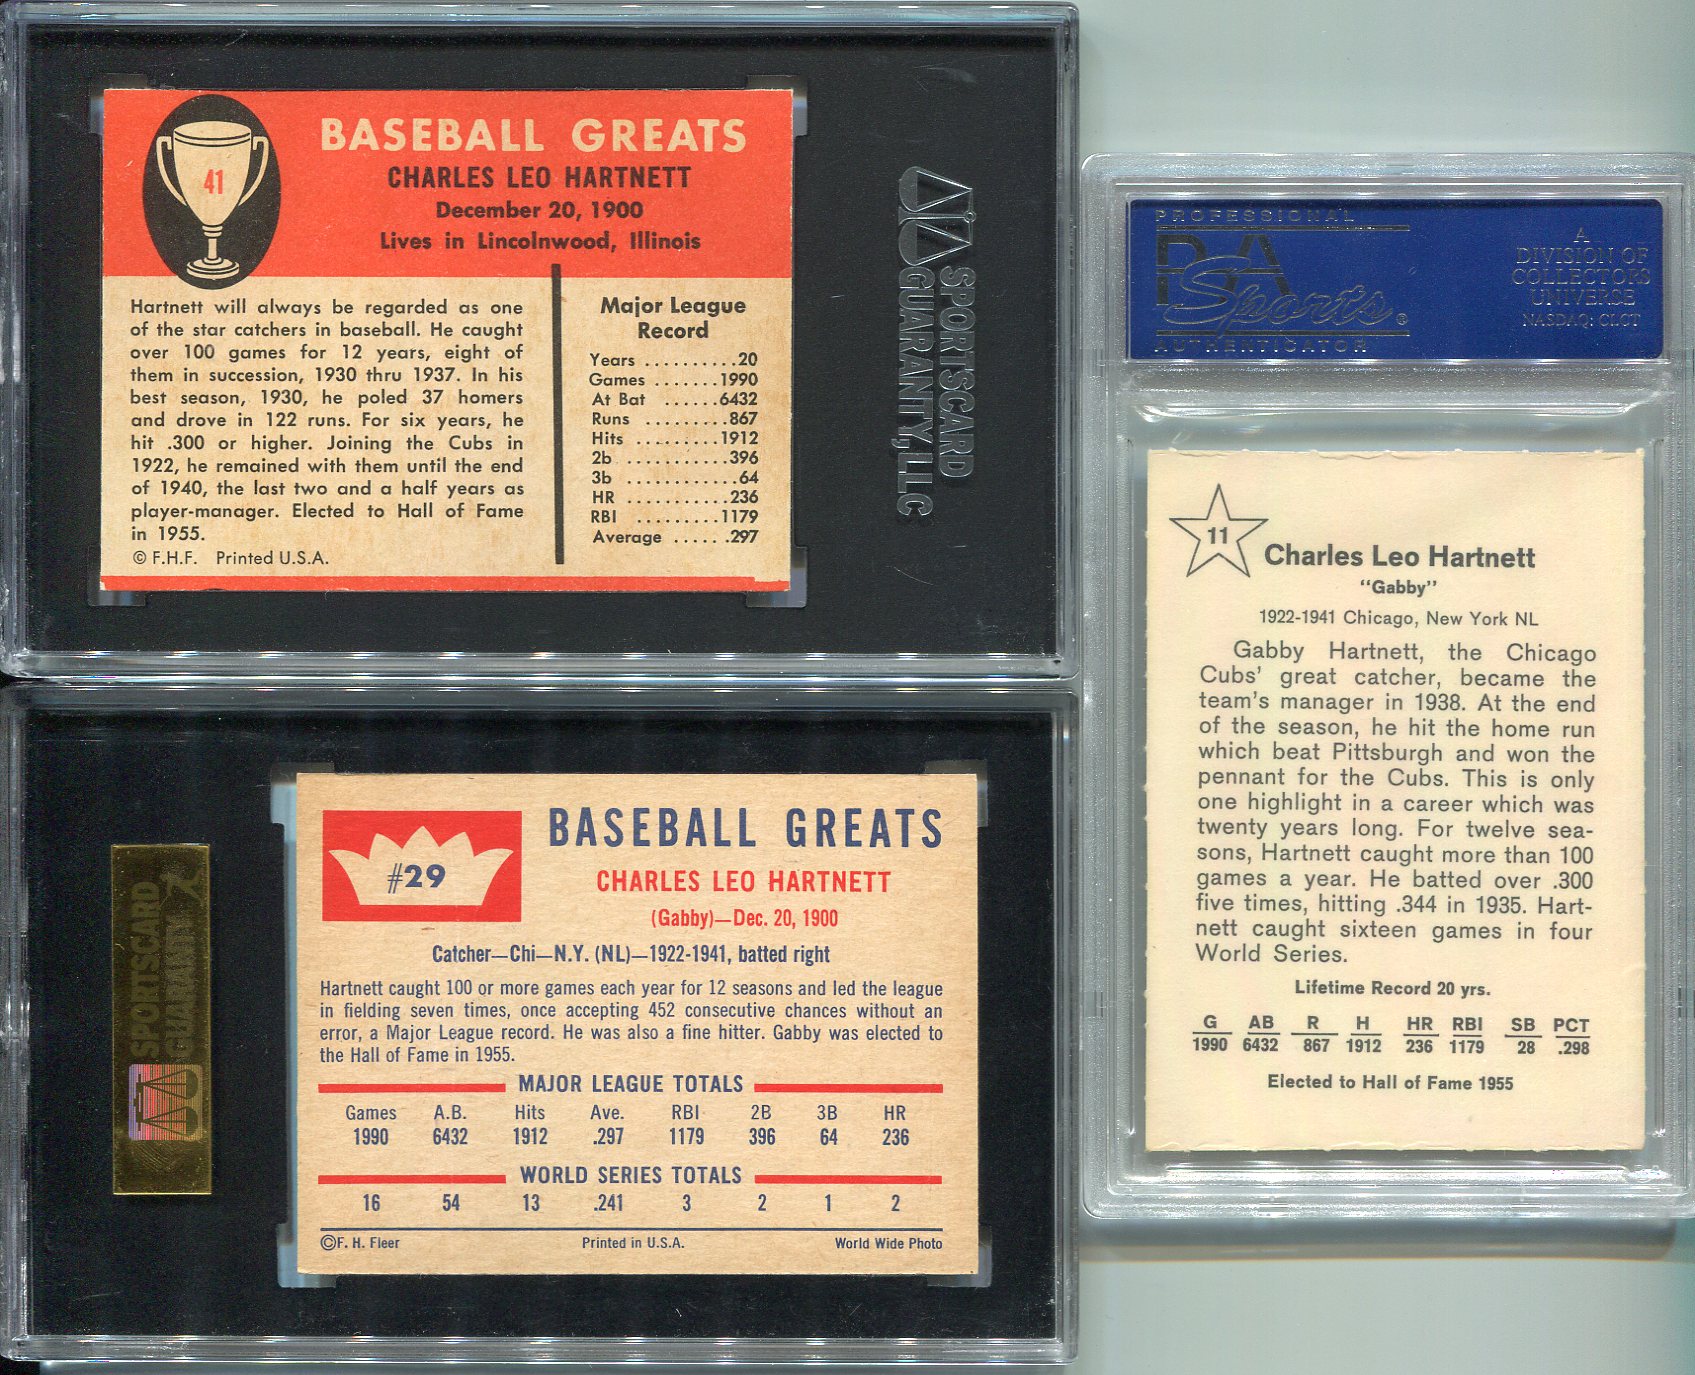 41
BASEBALL GREATS
CHARLES LEO HARTNETT
December 20, 1900
Lives in Lincolnwood, Illinois
Hartnett will always be regarded as one
of the star catchers in baseball. He caught
over 100 games for 12 years, eight of
them in succession, 1930 thru 1937. In his
best season, 1930, he poled 37 homers
and drove in 122 runs. For six years, he
hit .300 or higher. Joining the Cubs in
1922, he remained with them until the end
of 1940, the last two and a half years as
player-manager. Elected to Hall of Fame
in 1955.
© F.H.F. Printed U.S.A.
Major League
Record
Years ..........20
Games .......1990
At Bat ......6432
Runs .........867
Hits .........1912
2b ...........396
3b ............64
HR ...........236
RBI .........1179
Average ......297
SPORTSCARD
GUARANTY, LLC
SPORTSCARD
GUARANTY
#29
BASEBALL GREATS
CHARLES LEO HARTNETT
(Gabby)—Dec. 20, 1900
Catcher—Chi—N.Y. (NL)—1922-1941, batted right
Hartnett caught 100 or more games each year for 12 seasons and led the league
in fielding seven times, once accepting 452 consecutive chances without an
error, a Major League record. He was also a fine hitter. Gabby was elected to
the Hall of Fame in 1955.
MAJOR LEAGUE TOTALS
Games A.B. Hits Ave. RBI 2B 3B HR
1990 6432 1912 .297 1179 396 64 236
WORLD SERIES TOTALS
16 54 13 .241 3 2 1 2
©F. H. Fleer Printed in U.S.A. World Wide Photo
PROFESSIONAL
PSA
Sports®
AUTHENTICATOR
A
DIVISION OF
COLLECTORS
UNIVERSE
NASDAQ: CLCT
11
Charles Leo Hartnett
"Gabby"
1922-1941 Chicago, New York NL
Gabby Hartnett, the Chicago
Cubs' great catcher, became the
team's manager in 1938. At the end
of the season, he hit the home run
which beat Pittsburgh and won the
pennant for the Cubs. This is only
one highlight in a career which was
twenty years long. For twelve sea-
sons, Hartnett caught more than 100
games a year. He batted over .300
five times, hitting .344 in 1935. Hart-
nett caught sixteen games in four
World Series.
Lifetime Record 20 yrs.
G AB R H HR RBI SB PCT
1990 6432 867 1912 236 1179 28 .298
Elected to Hall of Fame 1955